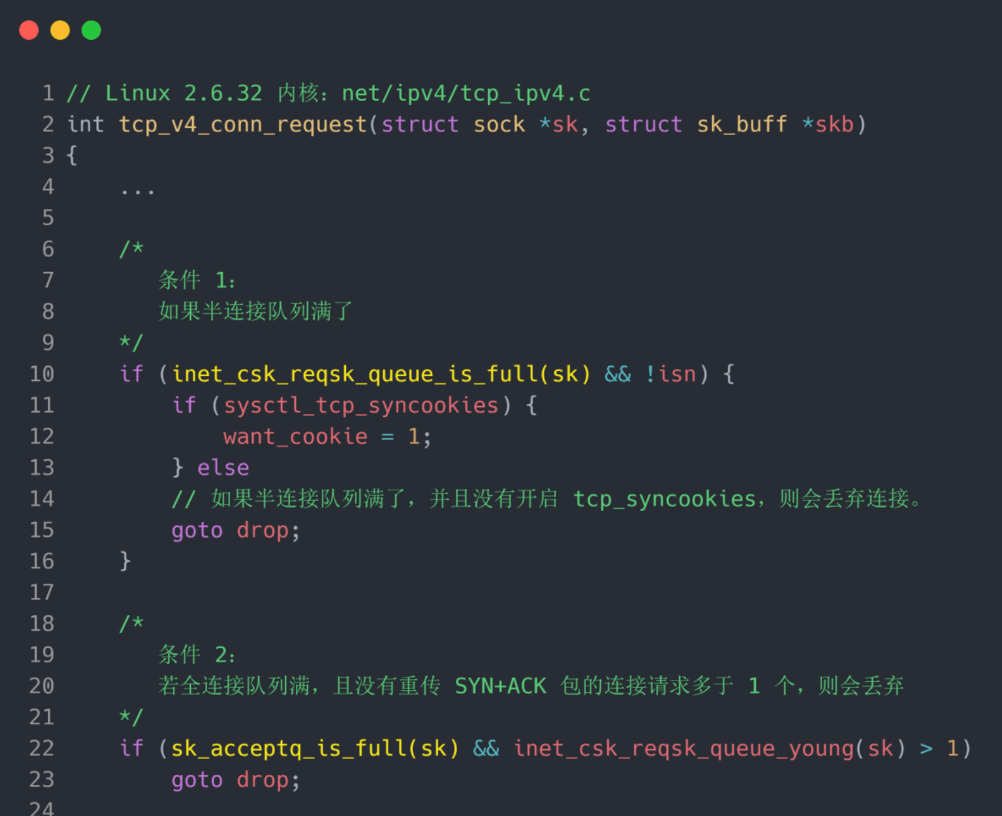 1 // Linux 2.6.32 内核：net/ipv4/tcp_ipv4.c
2 int tcp_v4_conn_request(struct sock *sk, struct sk_buff *skb)
3 {
4     ...
5
6     /*
7        条件 1：
8        如果半连接队列满了
9     */
10     if (inet_csk_reqsk_queue_is_full(sk) && !isn) {
11         if (sysctl_tcp_syncookies) {
12             want_cookie = 1;
13         } else
14         // 如果半连接队列满了，并且没有开启 tcp_syncookies，则会丢弃连接。
15         goto drop;
16     }
17
18     /*
19        条件 2：
20        若全连接队列满，且没有重传 SYN+ACK 包的连接请求多于 1 个，则会丢弃
21     */
22     if (sk_acceptq_is_full(sk) && inet_csk_reqsk_queue_young(sk) > 1)
23         goto drop;
24